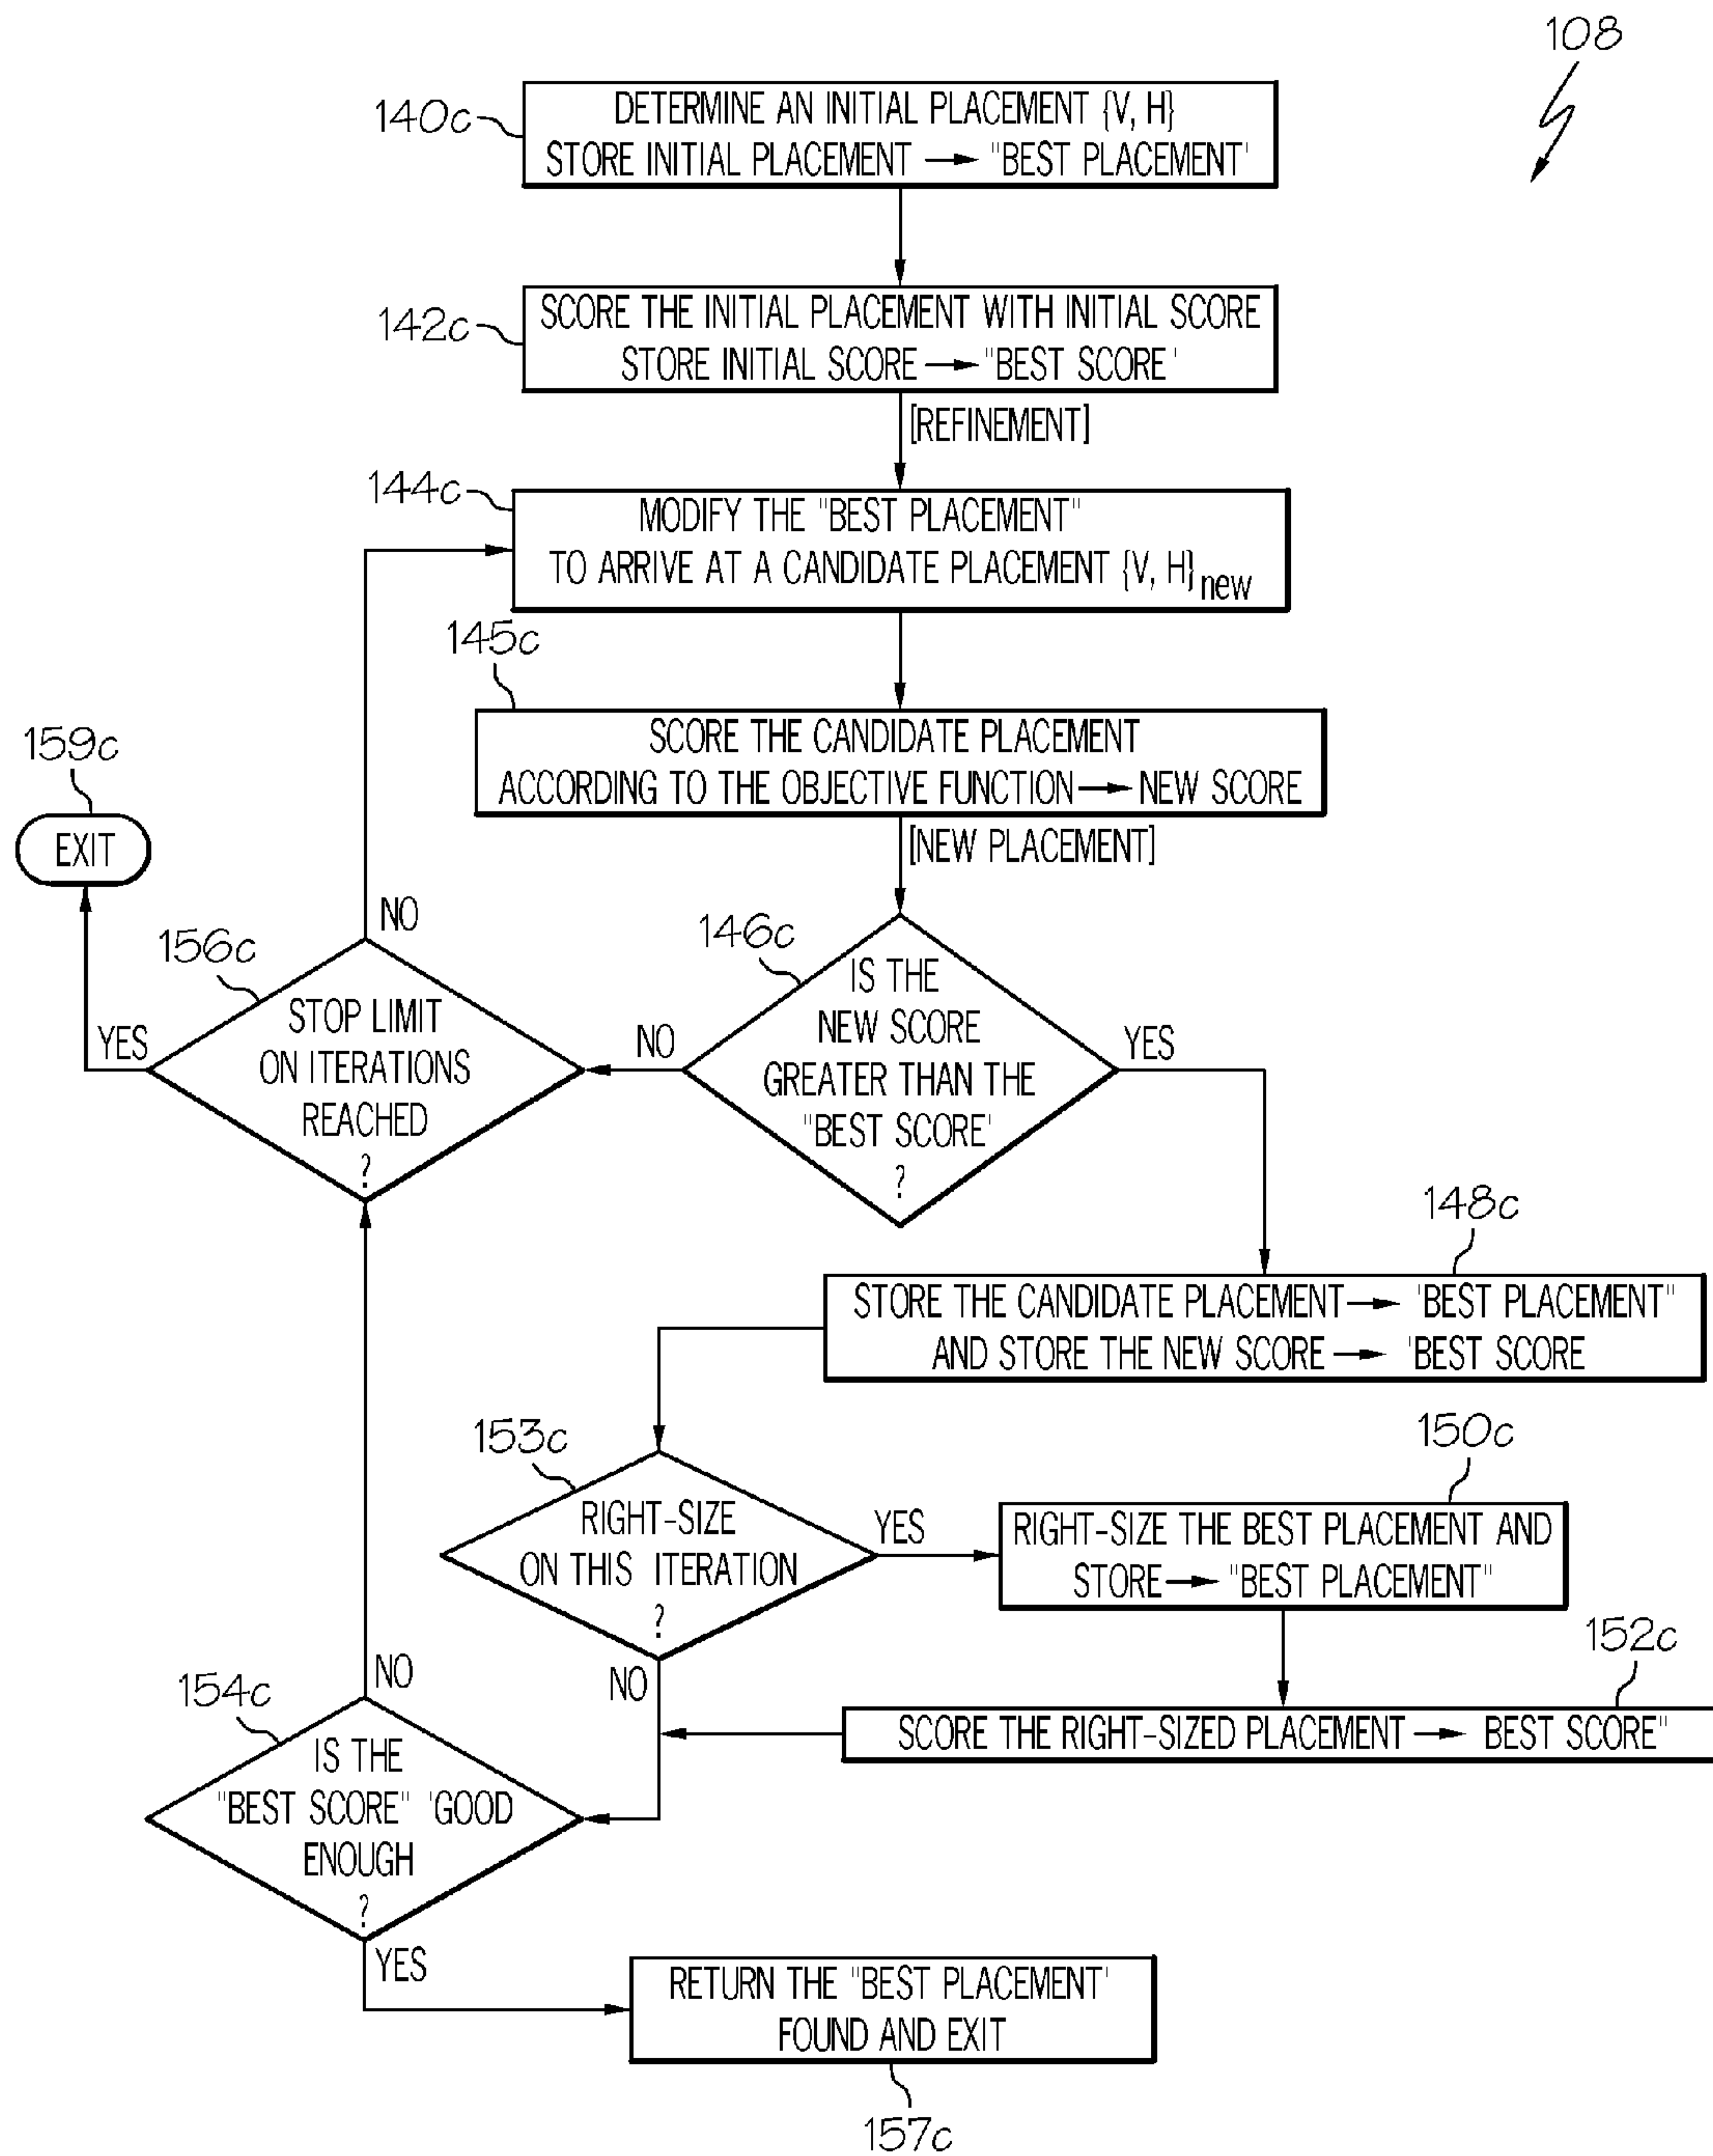 108
140c
DETERMINE AN INITIAL PLACEMENT {V, H}
STORE INITIAL PLACEMENT → "BEST PLACEMENT'
142c
SCORE THE INITIAL PLACEMENT WITH INITIAL SCORE
STORE INITIAL SCORE → "BEST SCORE'
[REFINEMENT]
144c
MODIFY THE "BEST PLACEMENT"
TO ARRIVE AT A CANDIDATE PLACEMENT {V, H}new
145c
SCORE THE CANDIDATE PLACEMENT
ACCORDING TO THE OBJECTIVE FUNCTION → NEW SCORE
159c
EXIT
[NEW PLACEMENT]
NO
156c
STOP LIMIT
ON ITERATIONS
REACHED
?
YES
146c
IS THE
NEW SCORE
GREATER THAN THE
"BEST SCORE'
?
NO
YES
148c
STORE THE CANDIDATE PLACEMENT → 'BEST PLACEMENT"
AND STORE THE NEW SCORE → 'BEST SCORE
153c
RIGHT-SIZE
ON THIS ITERATION
?
YES
NO
150c
RIGHT-SIZE THE BEST PLACEMENT AND
STORE → "BEST PLACEMENT"
152c
SCORE THE RIGHT-SIZED PLACEMENT → BEST SCORE"
NO
154c
IS THE
"BEST SCORE" 'GOOD
ENOUGH
?
YES
RETURN THE "BEST PLACEMENT'
FOUND AND EXIT
157c